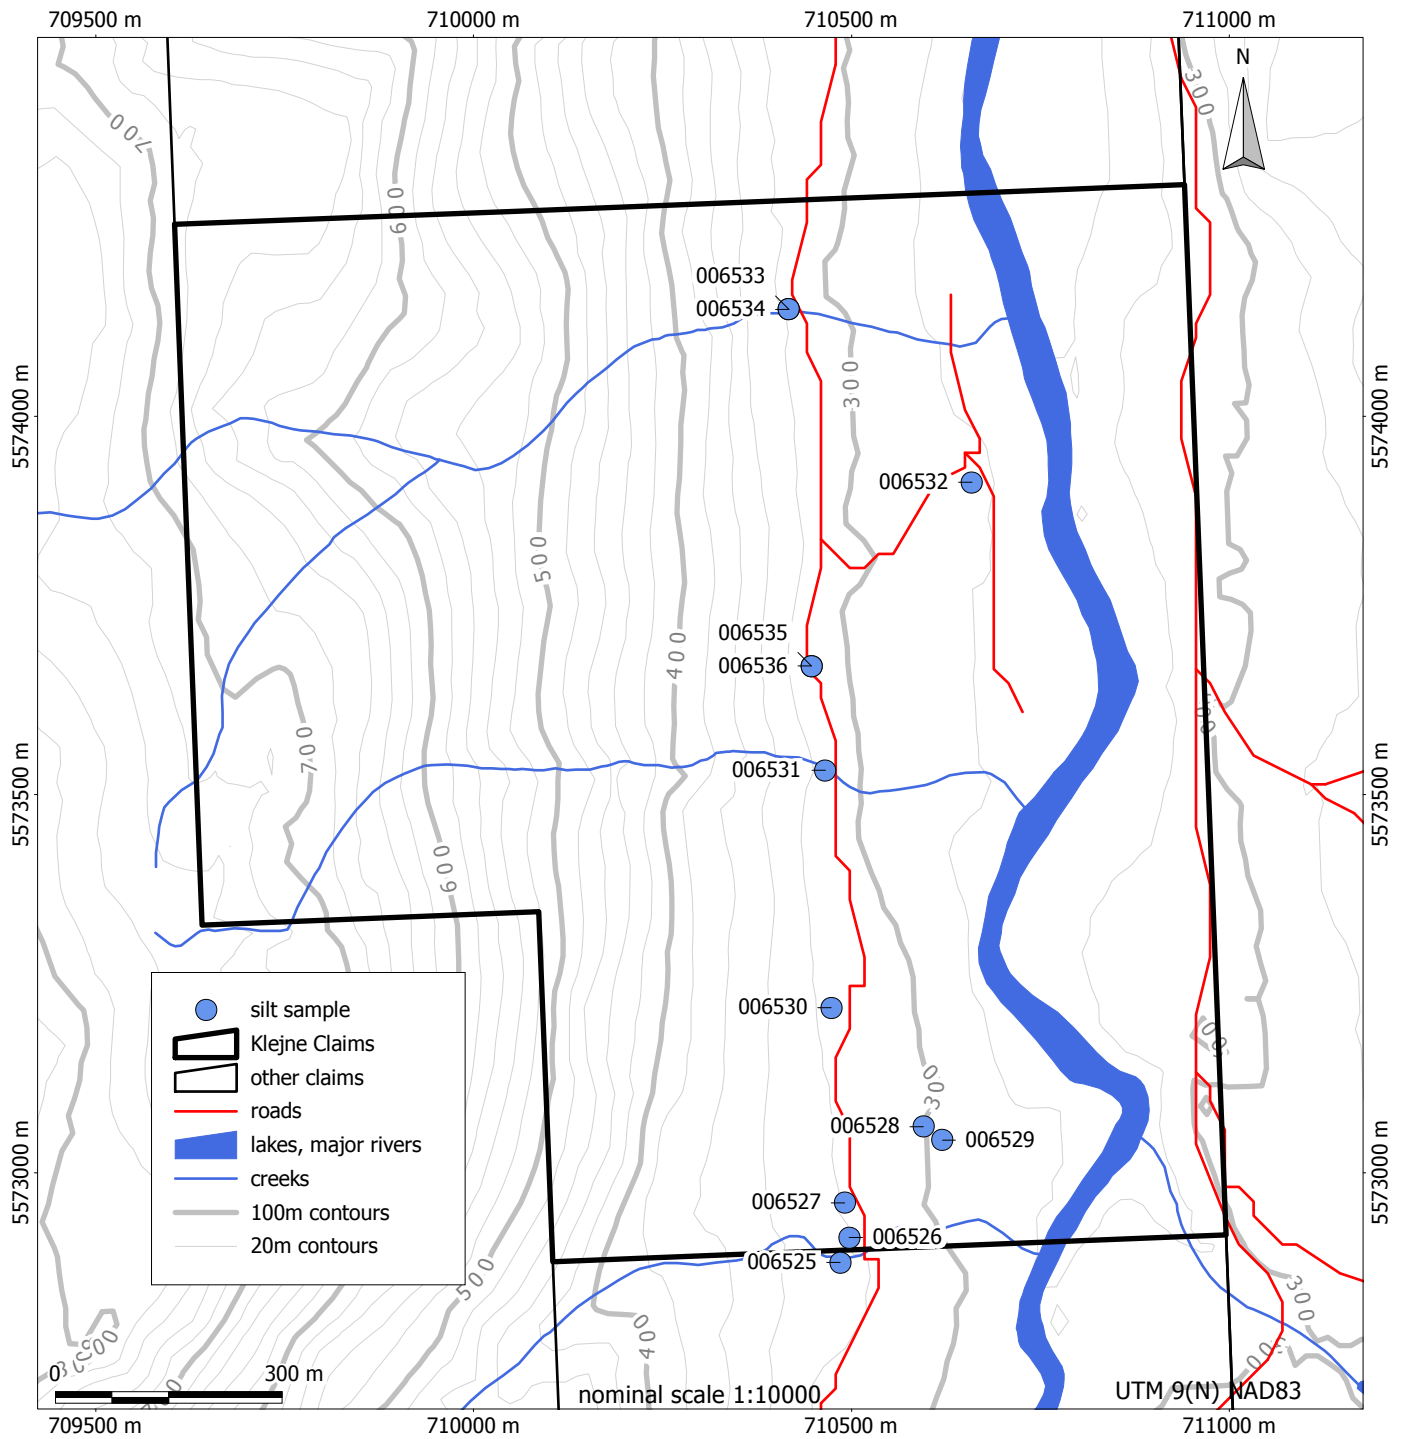 709500 m 710000 m 710500 m 711000 m
N
300
700
600
006533
006534
300
5574000 m
5574000 m
006532
500
006535
400
006536
700
006531
5573500 m
5573500 m
600
silt sample
006530
Klejne Claims
other claims
300
roads
006528
006529
lakes, major rivers
creeks
5573000 m
5573000 m
006527
100m contours
006526
20m contours
006525
500
300
400
0 300 m
nominal scale 1:10000
UTM 9(N) NAD83
709500 m 710000 m 710500 m 711000 m